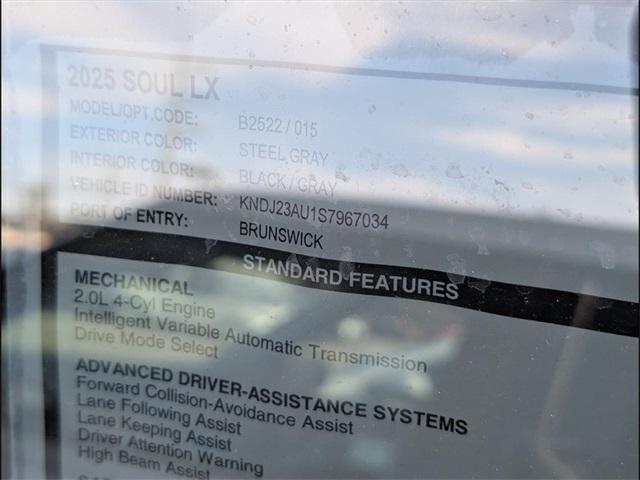 2025 SOUL LX
MODEL/OPT.CODE: B2522 / 015
EXTERIOR COLOR: STEEL GRAY
INTERIOR COLOR: BLACK / GRAY
VEHICLE ID NUMBER: KNDJ23AU1S7967034
PORT OF ENTRY: BRUNSWICK
STANDARD FEATURES
MECHANICAL
2.0L 4-Cyl Engine
Intelligent Variable Automatic Transmission
Drive Mode Select
ADVANCED DRIVER-ASSISTANCE SYSTEMS
Forward Collision-Avoidance Assist
Lane Following Assist
Lane Keeping Assist
Driver Attention Warning
High Beam Assist